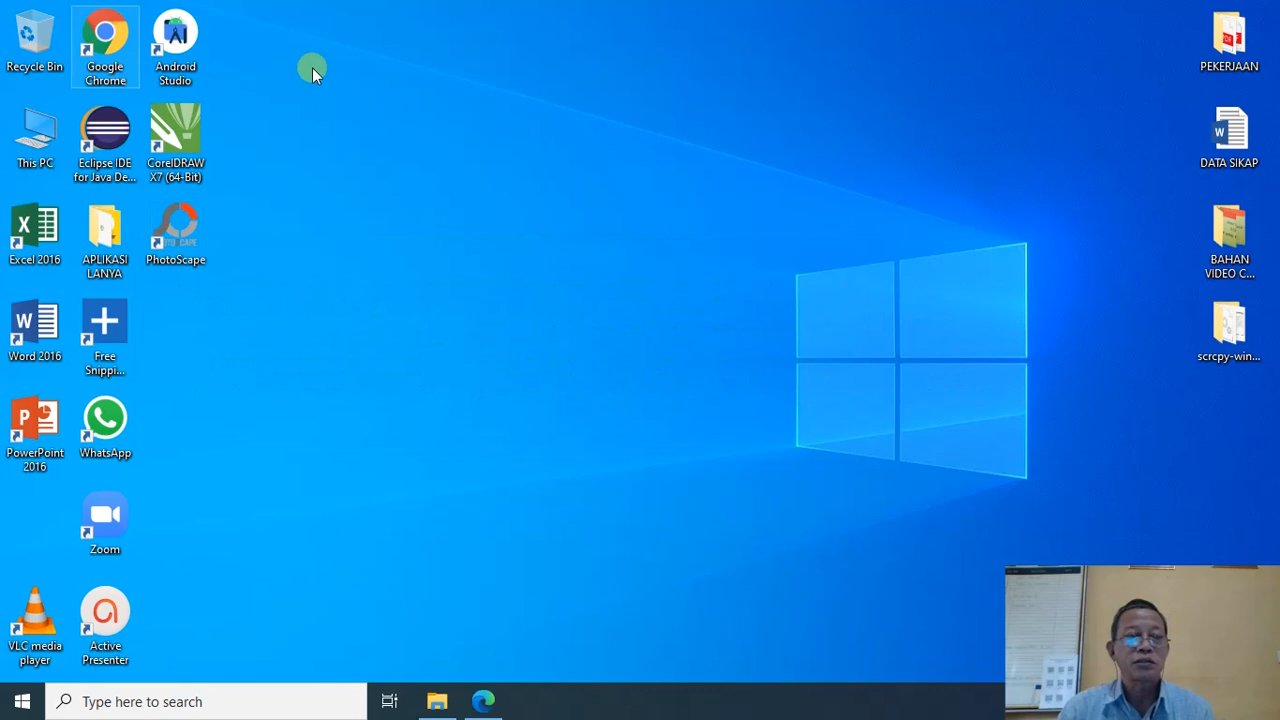 Recycle Bin
Google
Chrome
Android
Studio
This PC
Eclipse IDE
for Java De...
CorelDRAW
X7 (64-Bit)
Excel 2016
APLIKASI
LANYA
PhotoScape
Word 2016
Free
Snippi...
PowerPoint
2016
WhatsApp
Zoom
VLC media
player
Active
Presenter
PEKERJAAN
DATA SIKAP
BAHAN
VIDEO C...
scrcpy-win...
Type here to search